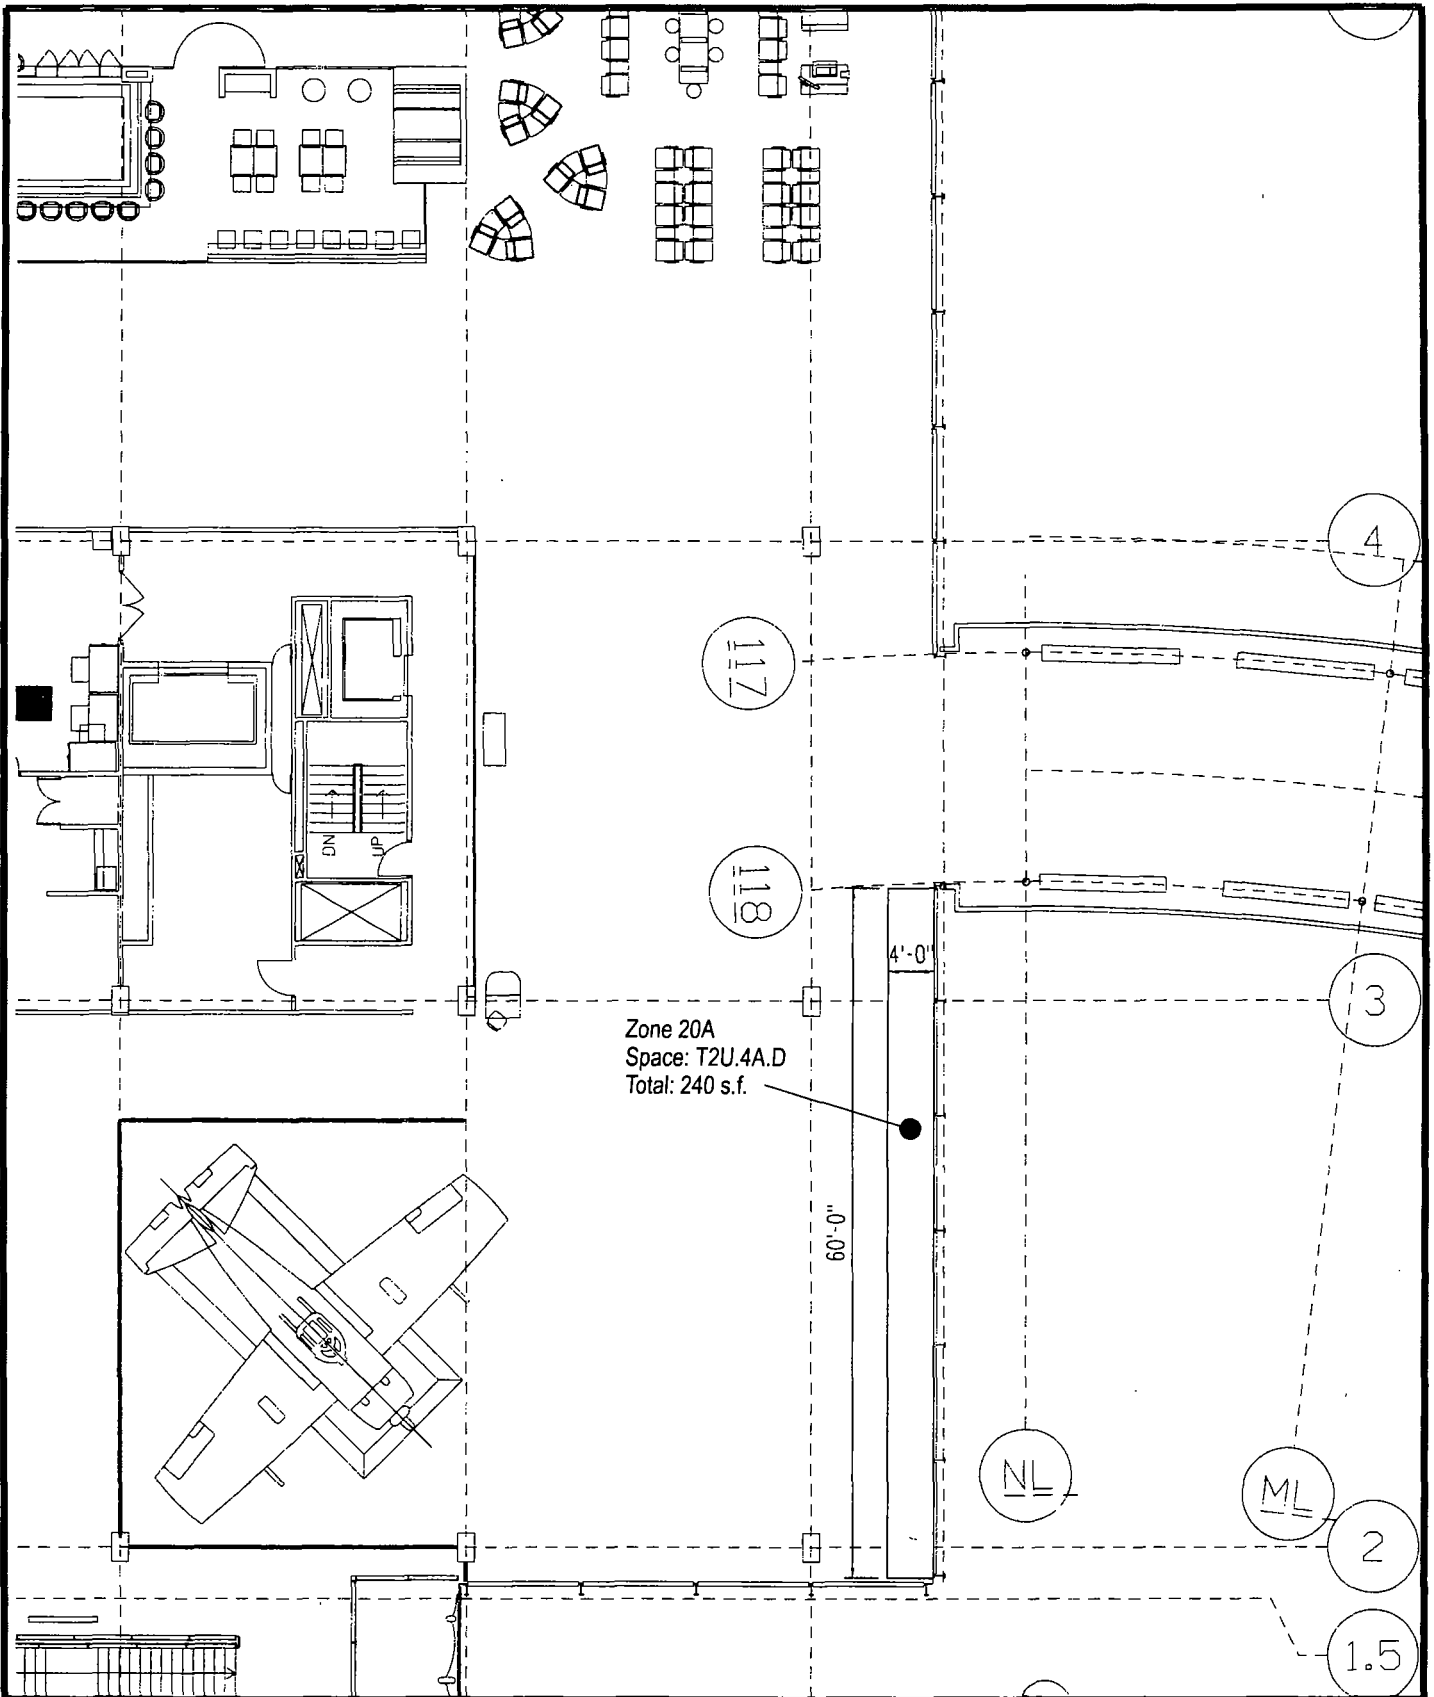 4
117
DN
UP
118
4'-0"
3
Zone 20A
Space: T2U.4A.D
Total: 240 s.f.
60'-0"
NL
ML
2
1.5